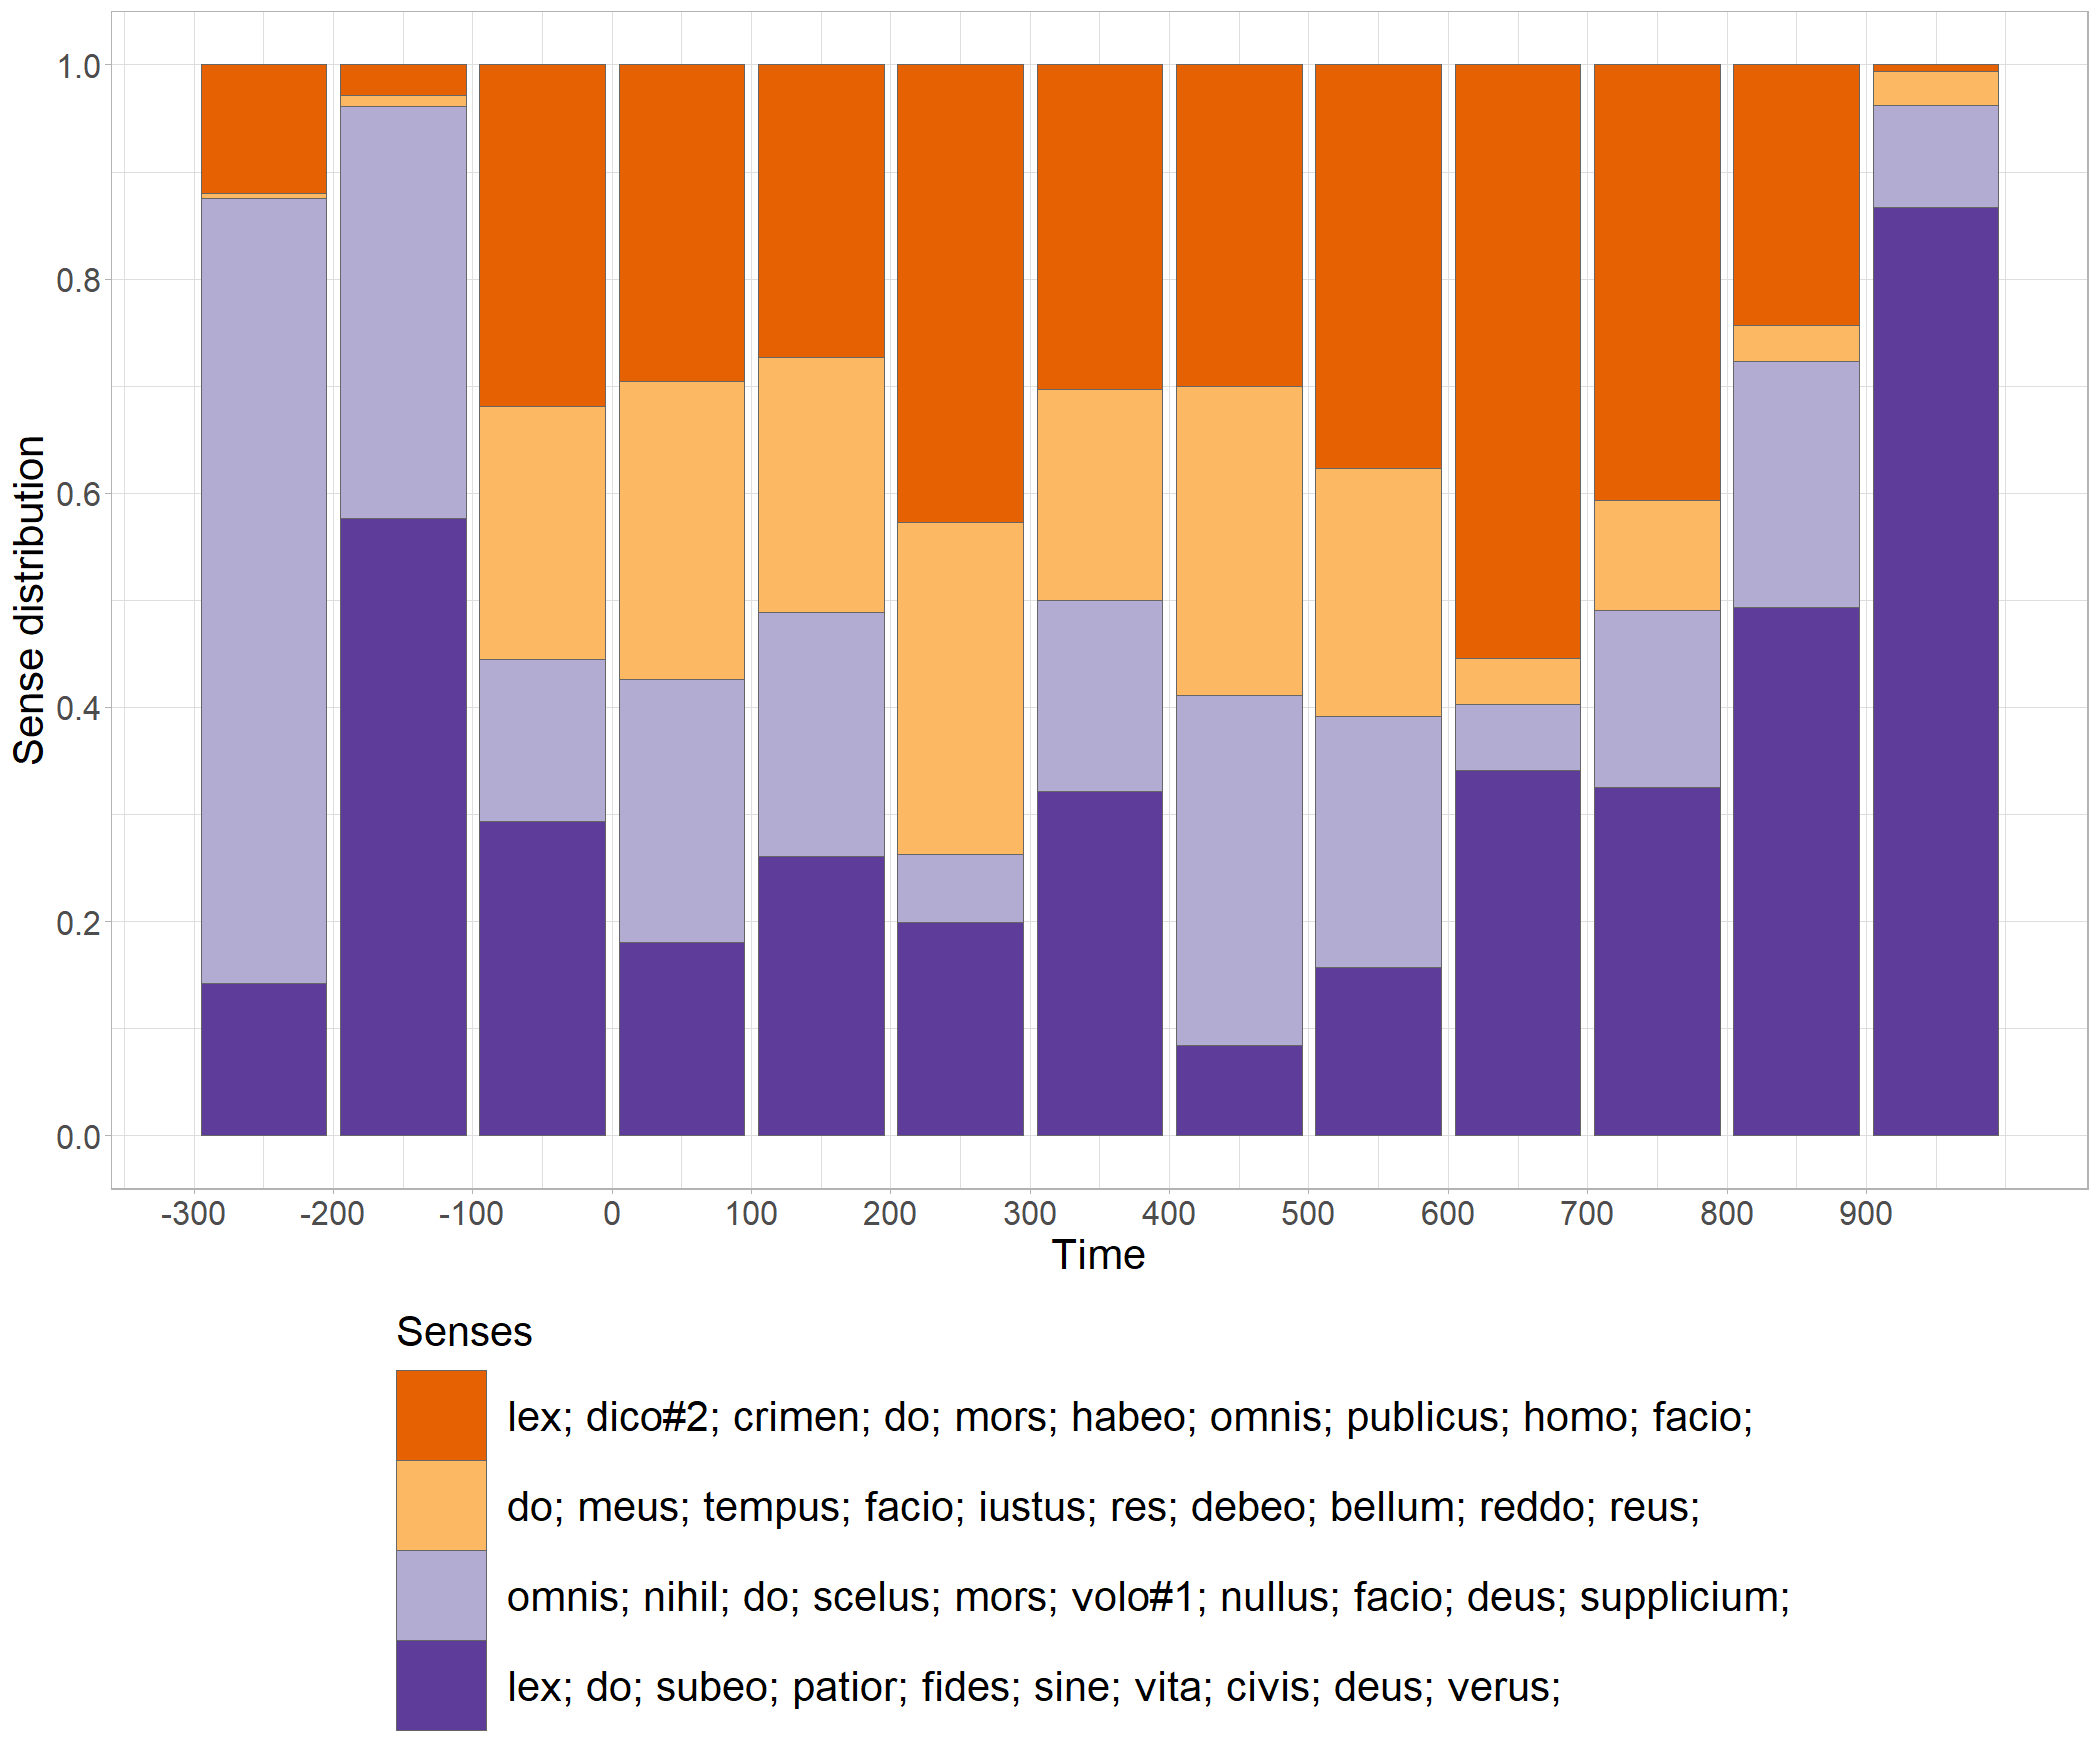 1.0
0.8
0.6
0.4
0.2
0.0
Sense distribution
-300 -200 -100 0 100 200 300 400 500 600 700 800 900
Time
Senses
lex; dico#2; crimen; do; mors; habeo; omnis; publicus; homo; facio;
do; meus; tempus; facio; iustus; res; debeo; bellum; reddo; reus;
omnis; nihil; do; scelus; mors; volo#1; nullus; facio; deus; supplicium;
lex; do; subeo; patior; fides; sine; vita; civis; deus; verus;